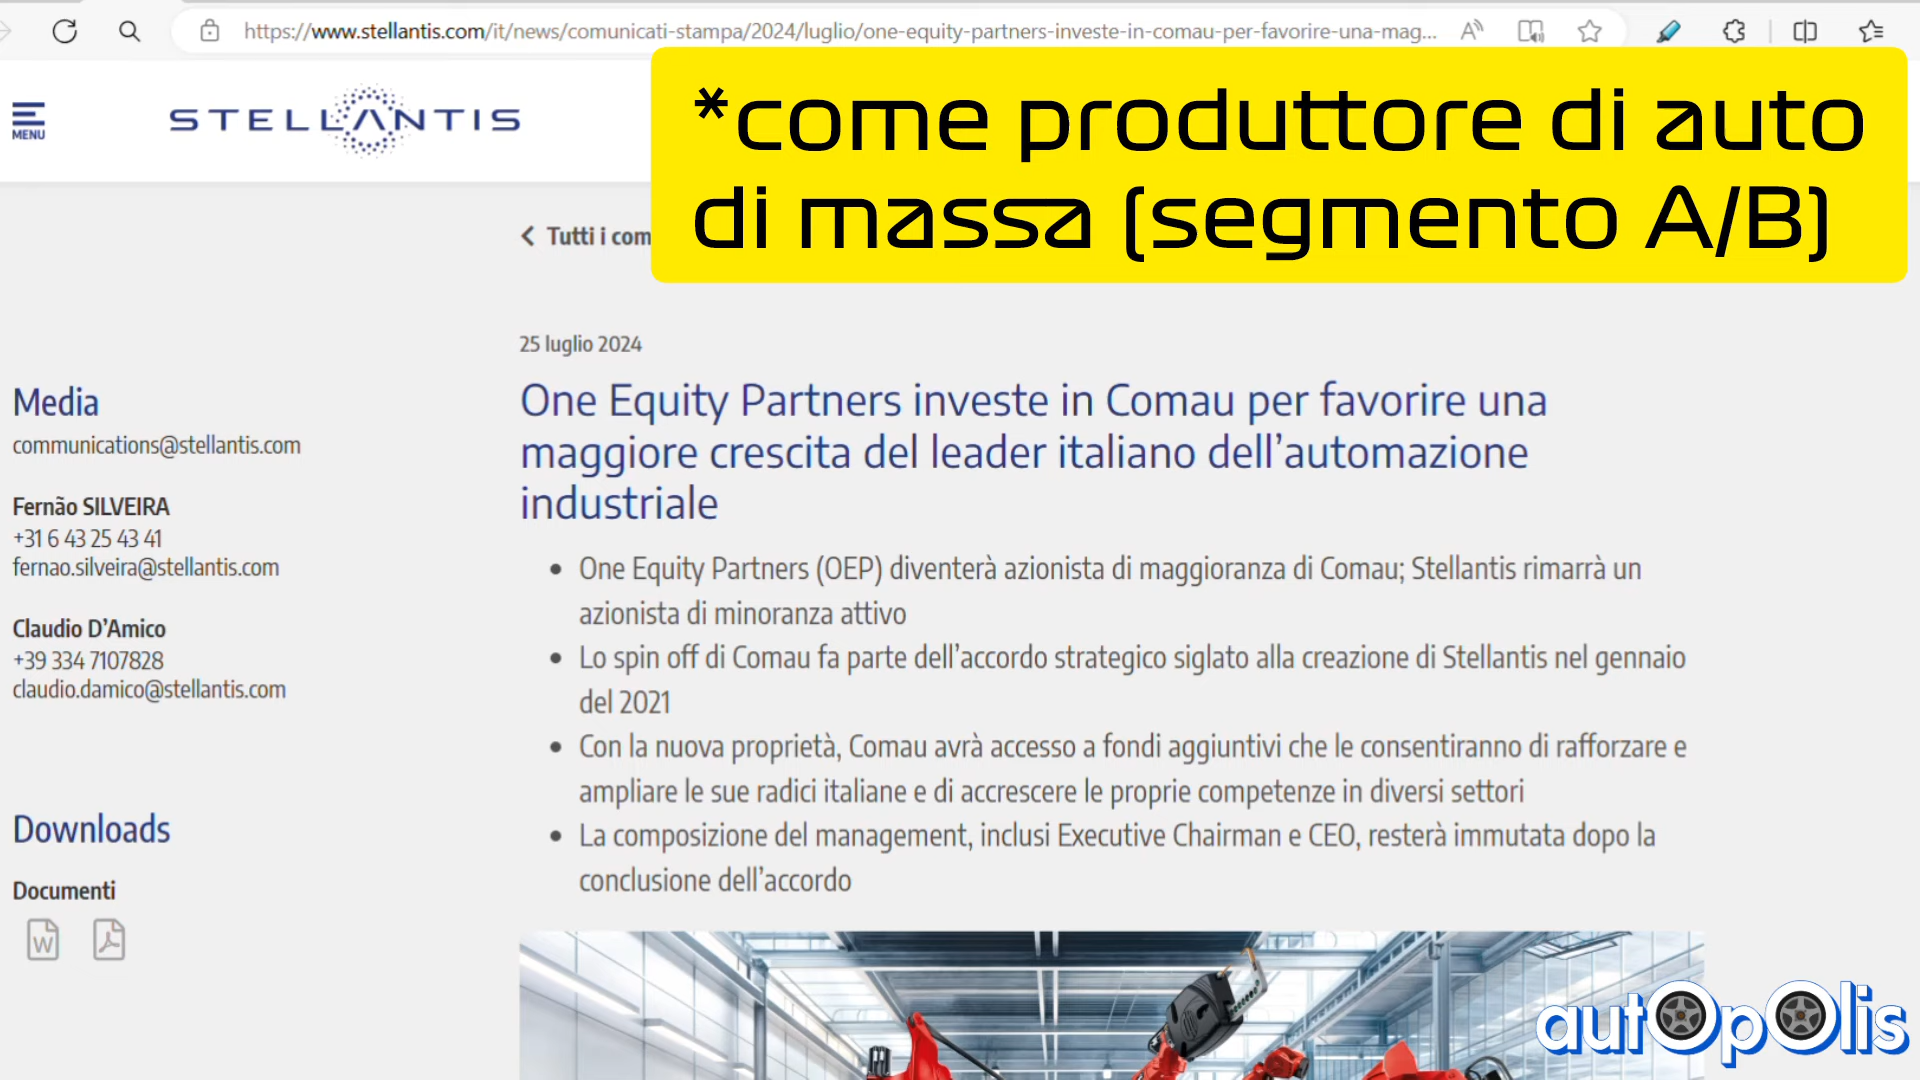 https://www.stellantis.com/it/news/comunicati-stampa/2024/luglio/one-equity-partners-investe-in-comau-per-favorire-una-mag...
MENU
STELLANTIS
*come produttore di auto
di massa (segmento A/B)
Tutti i com
25 luglio 2024
One Equity Partners investe in Comau per favorire una
maggiore crescita del leader italiano dell’automazione
industriale
• One Equity Partners (OEP) diventerà azionista di maggioranza di Comau; Stellantis rimarrà un
azionista di minoranza attivo
• Lo spin off di Comau fa parte dell’accordo strategico siglato alla creazione di Stellantis nel gennaio
del 2021
• Con la nuova proprietà, Comau avrà accesso a fondi aggiuntivi che le consentiranno di rafforzare e
ampliare le sue radici italiane e di accrescere le proprie competenze in diversi settori
• La composizione del management, inclusi Executive Chairman e CEO, resterà immutata dopo la
conclusione dell’accordo
Media
communications@stellantis.com
Fernão SILVEIRA
+31 6 43 25 43 41
fernao.silveira@stellantis.com
Claudio D’Amico
+39 334 7107828
claudio.damico@stellantis.com
Downloads
Documenti
W
autOpOlis